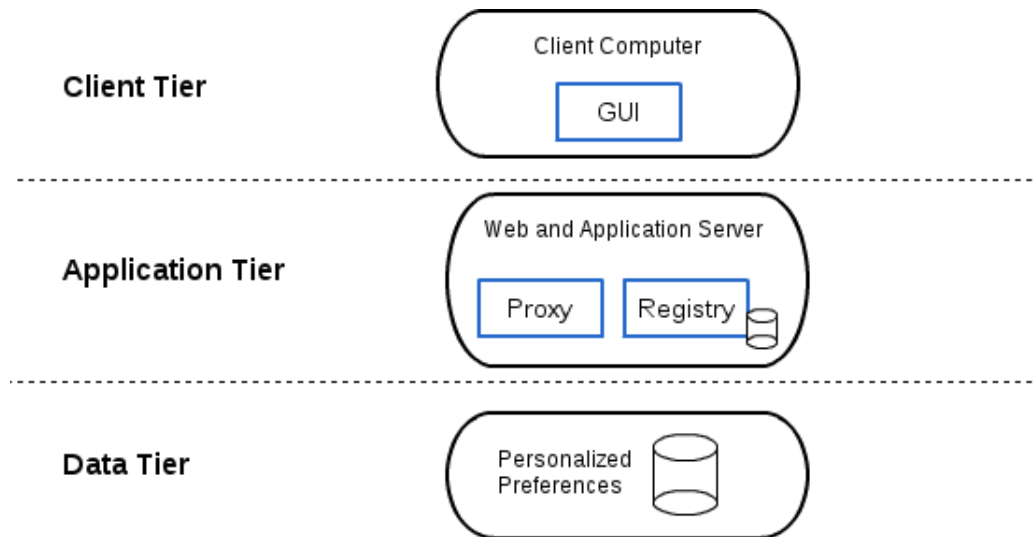 Client Tier
Client Computer
GUI
Application Tier
Web and Application Server
Proxy
Registry
Data Tier
Personalized
Preferences